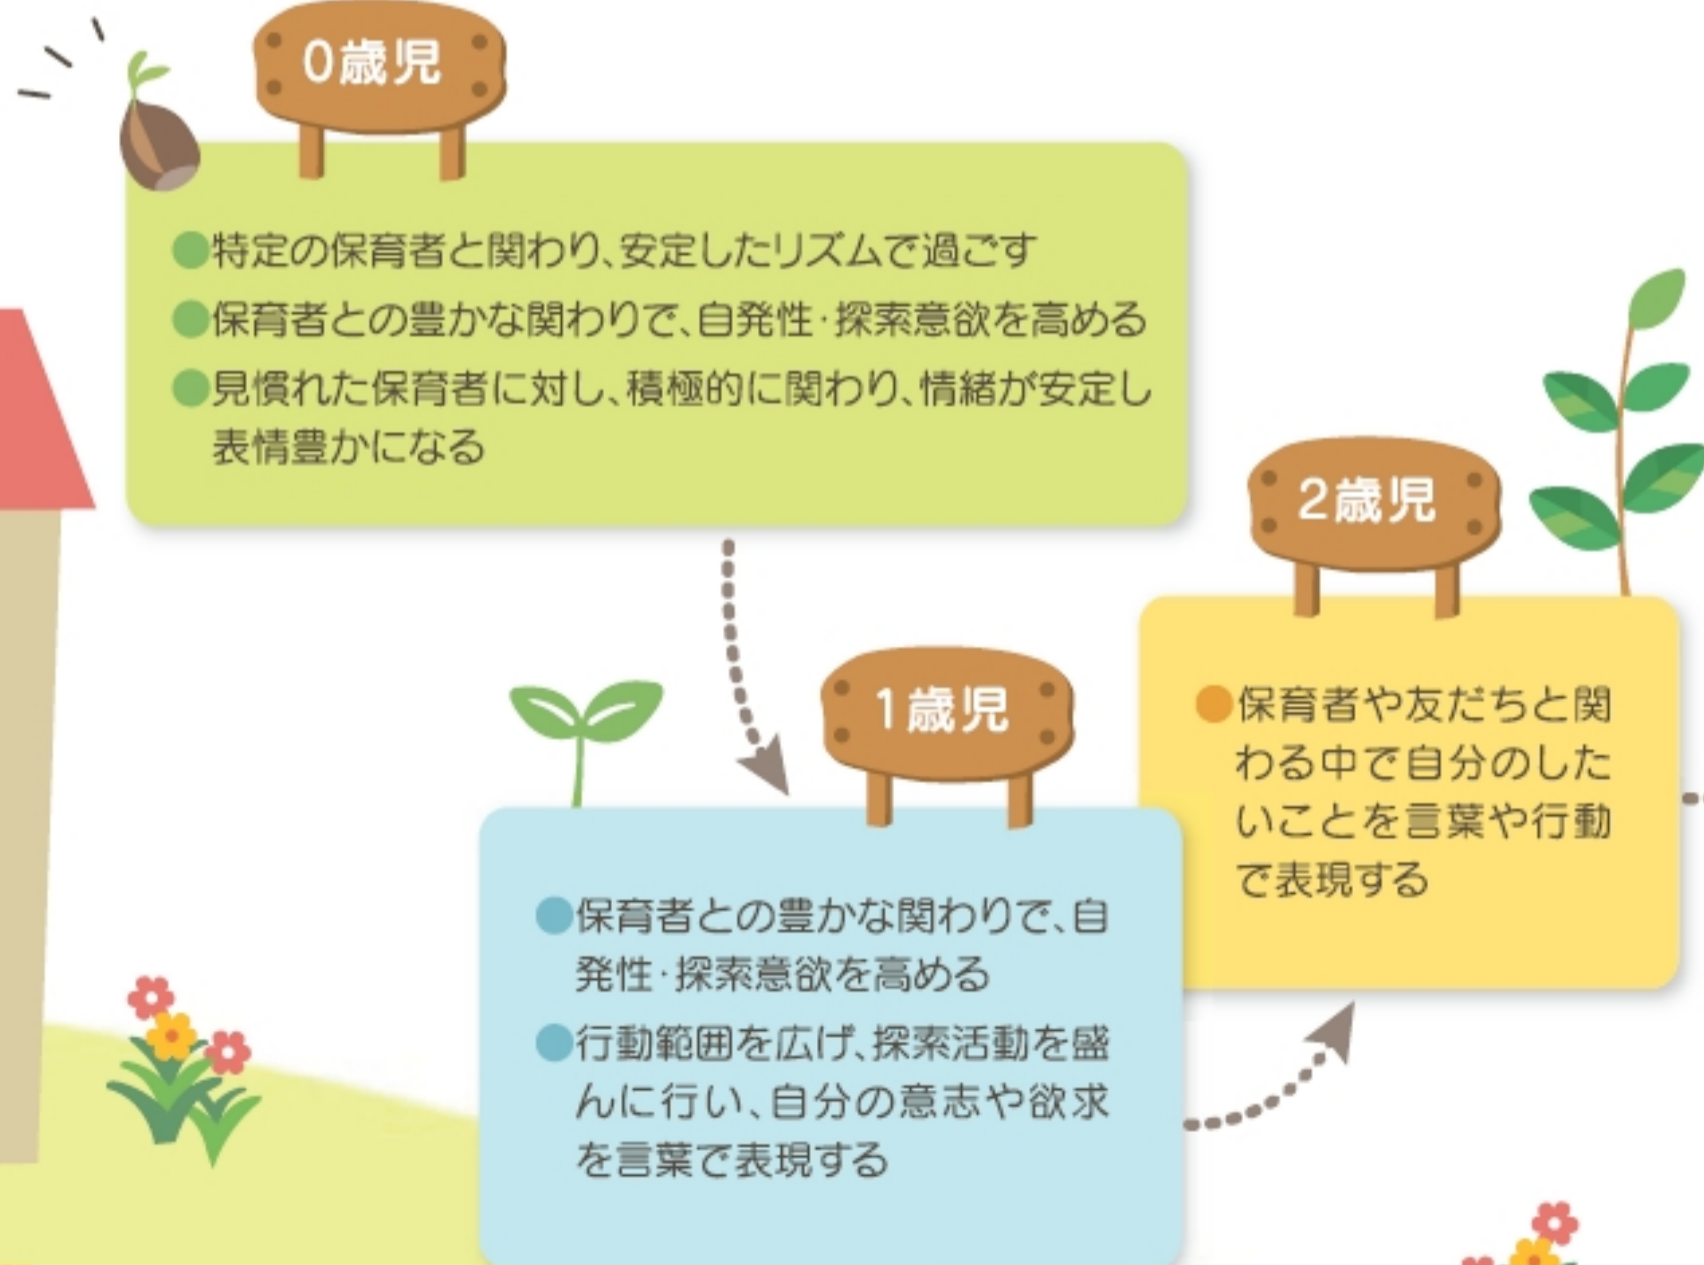 0歳児
●特定の保育者と関わり、安定したリズムで過ごす
●保育者との豊かな関わりで、自発性・探索意欲を高める
●見慣れた保育者に対し、積極的に関わり、情緒が安定し
表情豊かになる
1歳児
●保育者との豊かな関わりで、自
発性・探索意欲を高める
●行動範囲を広げ、探索活動を盛
んに行い、自分の意志や欲求
を言葉で表現する
2歳児
●保育者や友だちと関
わる中で自分のした
いことを言葉や行動
で表現する